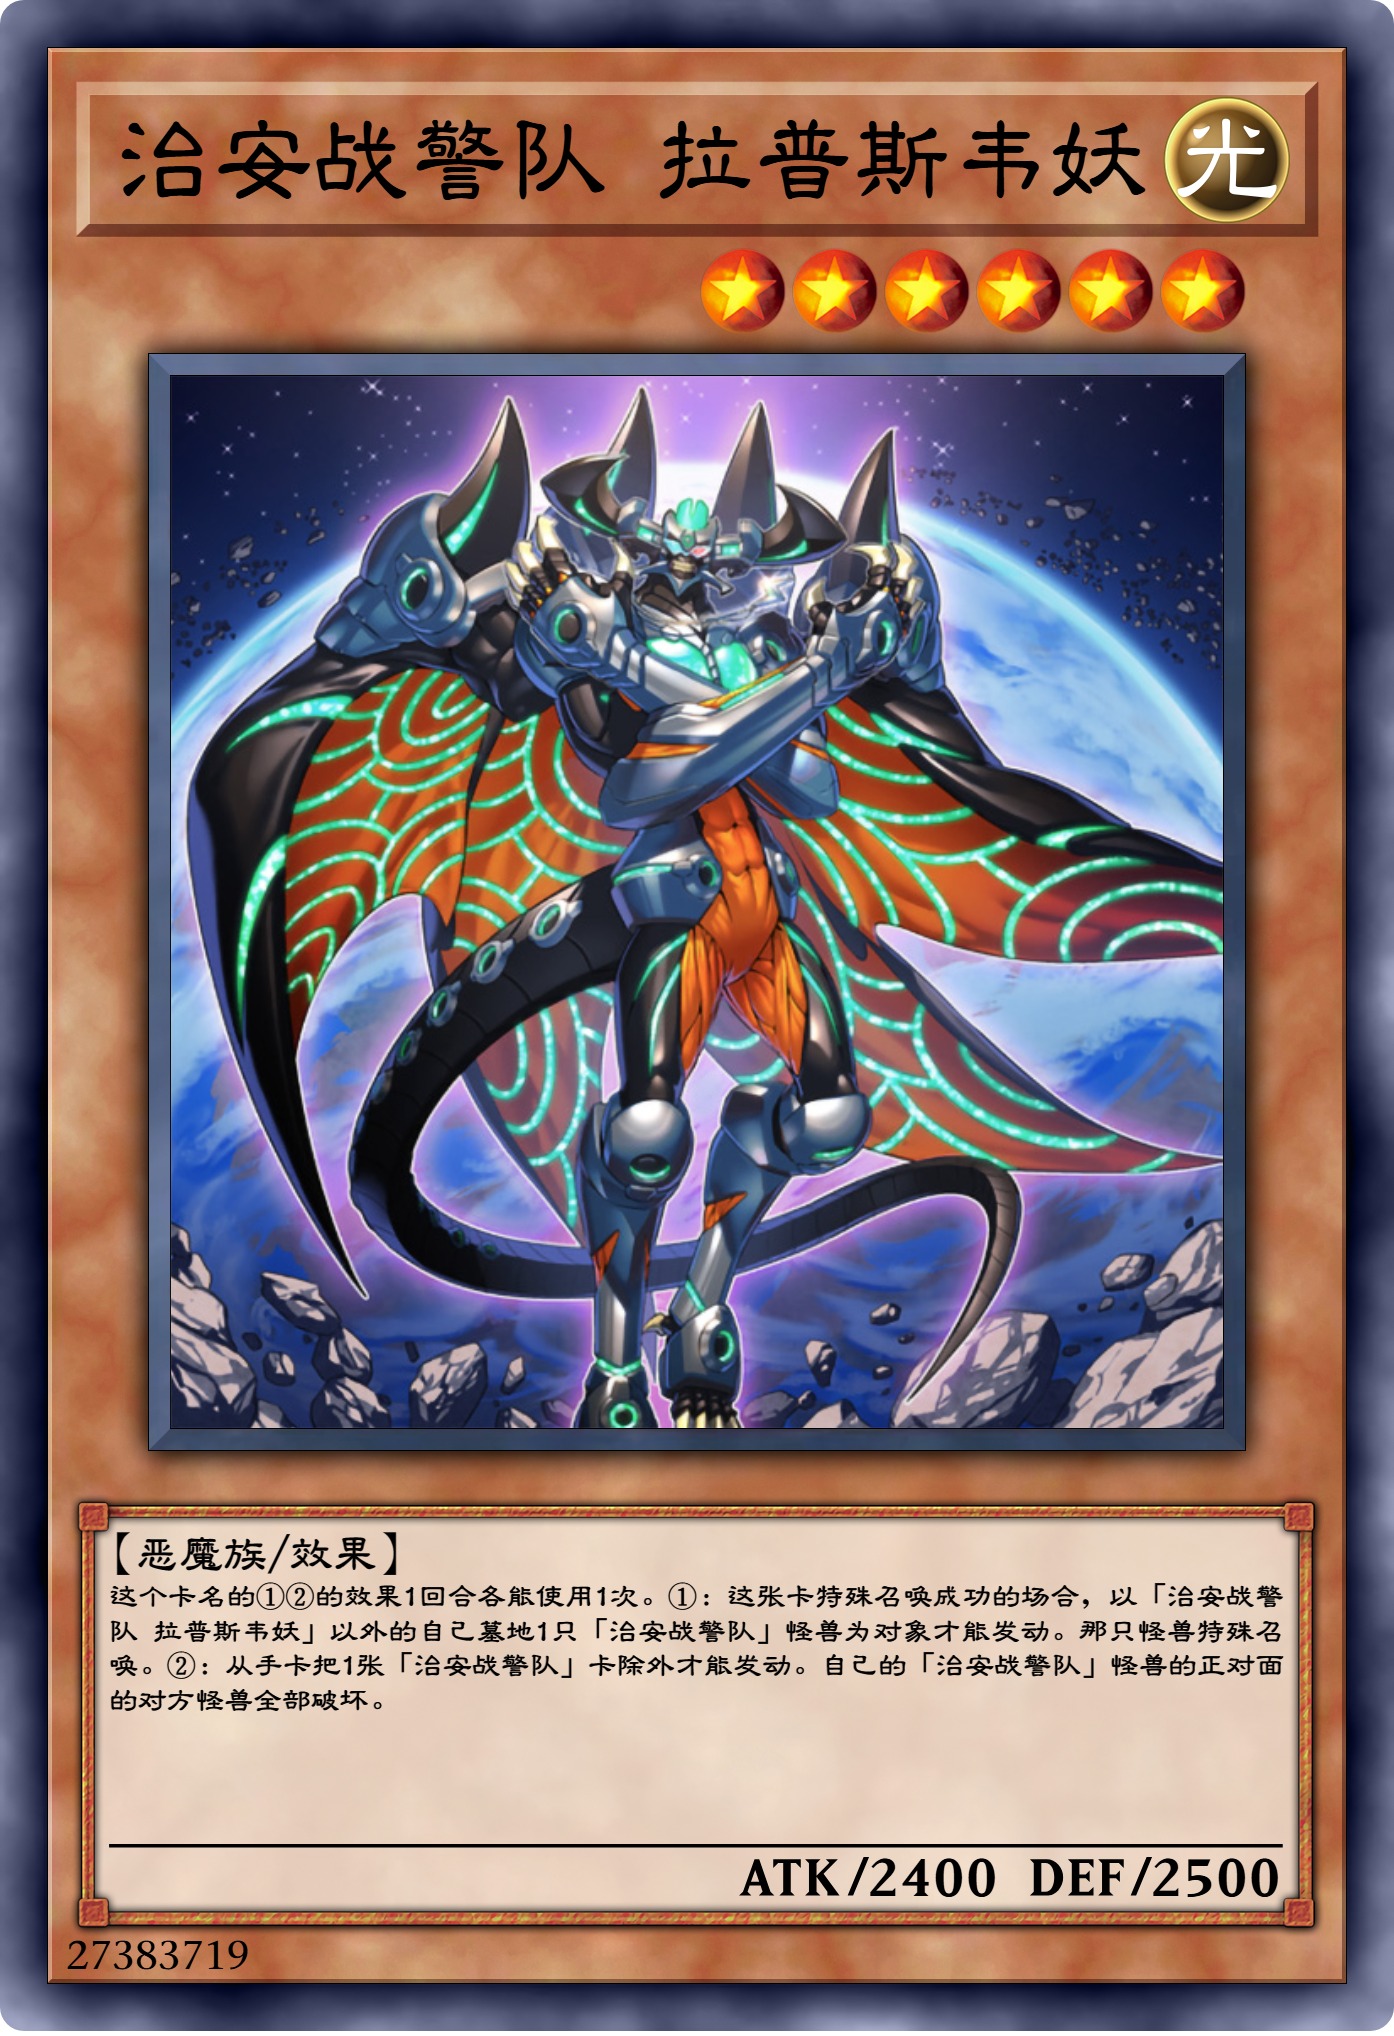 治安战警队 拉普斯韦妖 光
【恶魔族/效果】
这个卡名的①②的效果1回合各能使用1次。①：这张卡特殊召唤成功的场合，以「治安战警
队 拉普斯韦妖」以外的自己墓地1只「治安战警队」怪兽为对象才能发动。那只怪兽特殊召
唤。②：从手卡把1张「治安战警队」卡除外才能发动。自己的「治安战警队」怪兽的正对面
的对方怪兽全部破坏。
ATK/2400 DEF/2500
27383719